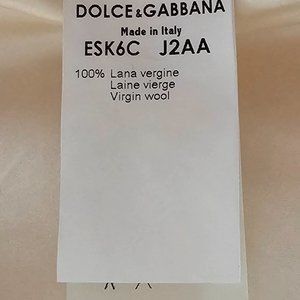 DOLCE&GABBANA
Made in Italy
ESK6C J2AA
100% Lana vergine
Laine vierge
Virgin wool